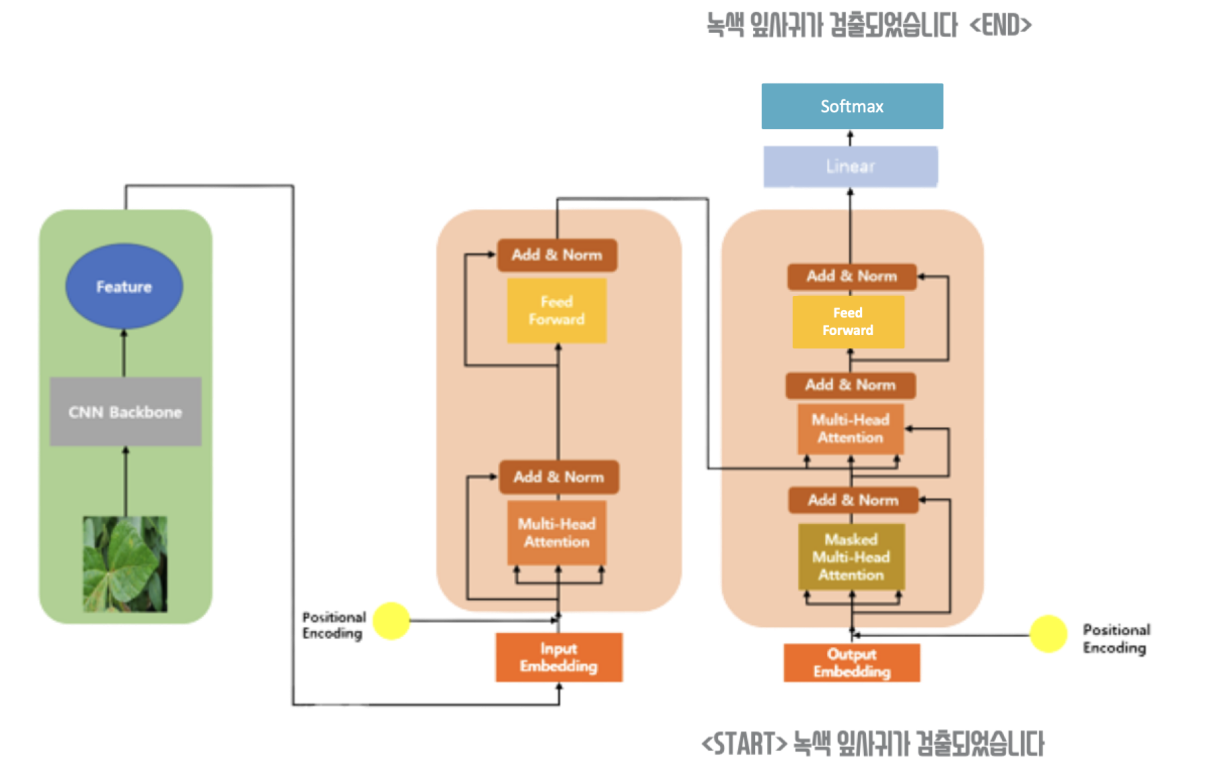 녹색 잎사귀가 검출되었습니다 <END>
Softmax
Linear
Feature
CNN Backbone
Add & Norm
Feed
Forward
Add & Norm
Multi-Head
Attention
Positional
Encoding
Input
Embedding
Add & Norm
Feed
Forward
Add & Norm
Multi-Head
Attention
Add & Norm
Masked
Multi-Head
Attention
Output
Embedding
Positional
Encoding
<START> 녹색 잎사귀가 검출되었습니다